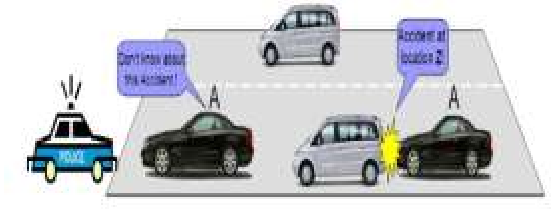 Don't know about
this Accident!
Accident at
location Z!
A
A
POLICE